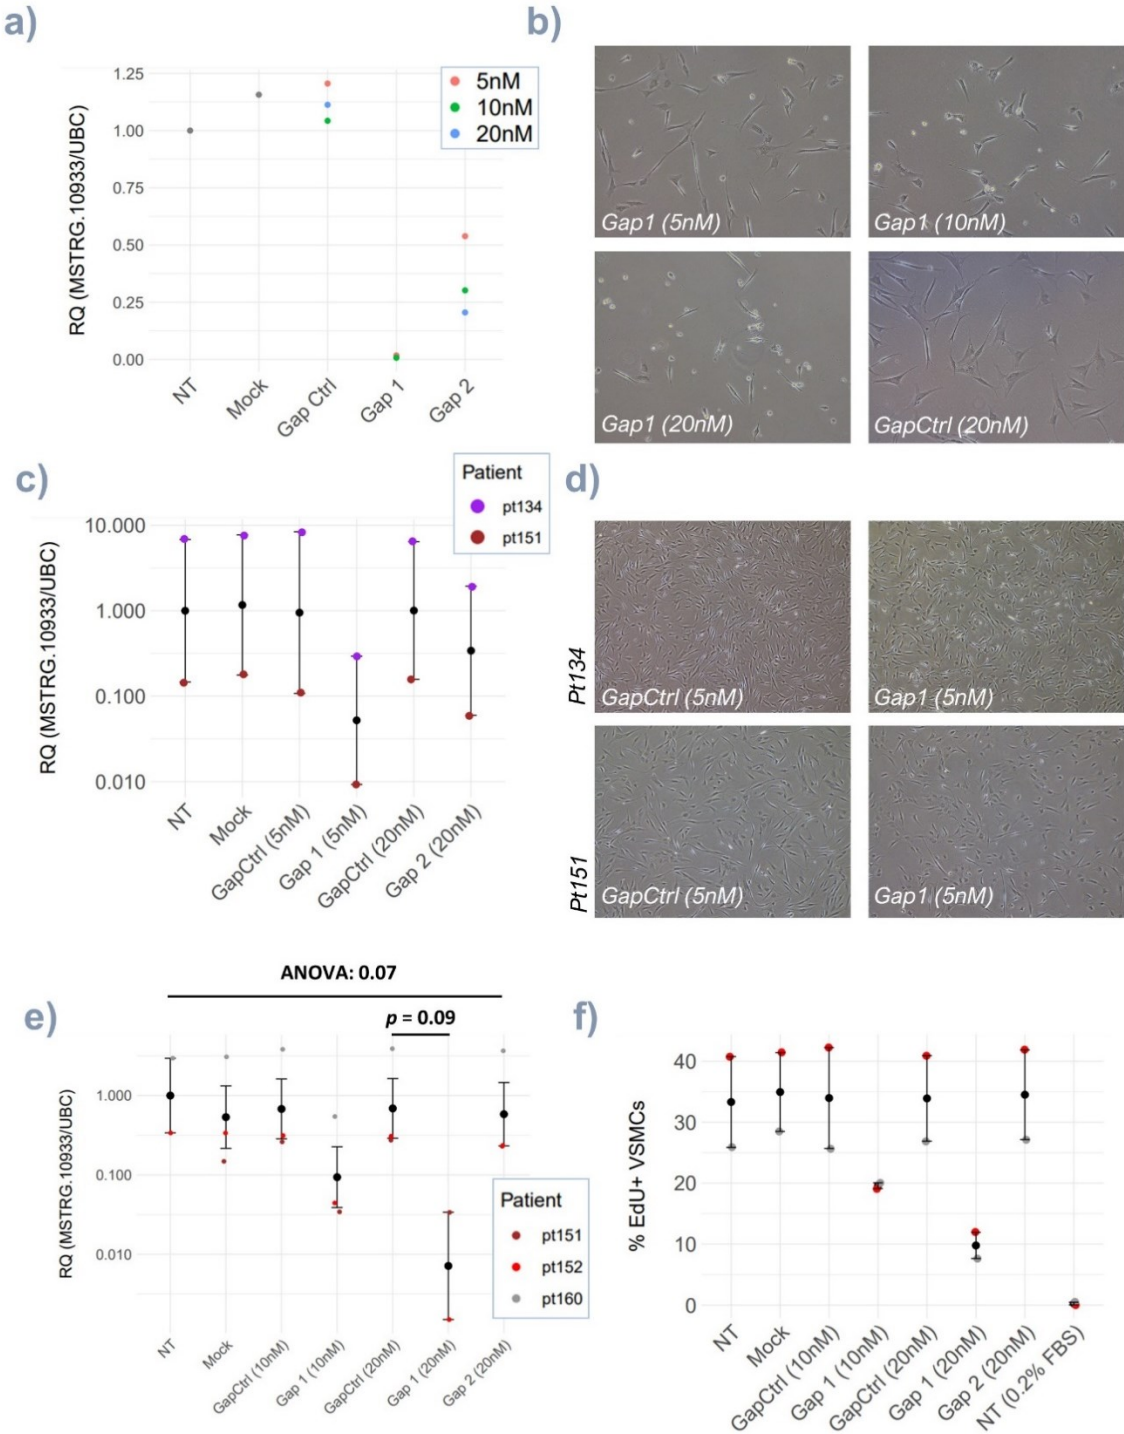 a)
RQ (MSTRG.10933/UBC)
1.25
1.00
0.75
0.50
0.25
0.00
NT
Mock
Gap Ctrl
Gap 1
Gap 2
5nM
10nM
20nM
b)
Gap1 (5nM)
Gap1 (10nM)
Gap1 (20nM)
GapCtrl (20nM)
c)
RQ (MSTRG.10933/UBC)
10.000
1.000
0.100
0.010
NT
Mock
GapCtrl (5nM)
Gap 1 (5nM)
GapCtrl (20nM)
Gap 2 (20nM)
Patient
pt134
pt151
d)
Pt134
GapCtrl (5nM)
Gap1 (5nM)
Pt151
GapCtrl (5nM)
Gap1 (5nM)
e)
ANOVA: 0.07
p = 0.09
RQ (MSTRG.10933/UBC)
1.000
0.100
0.010
NT
Mock
GapCtrl (10nM)
Gap 1 (10nM)
GapCtrl (20nM)
Gap 1 (20nM)
Gap 2 (20nM)
Patient
pt151
pt152
pt160
f)
% EdU+ VSMCs
40
30
20
10
0
NT
Mock
GapCtrl (10nM)
Gap 1 (10nM)
GapCtrl (20nM)
Gap 1 (20nM)
Gap 2 (20nM)
NT (0.2% FBS)